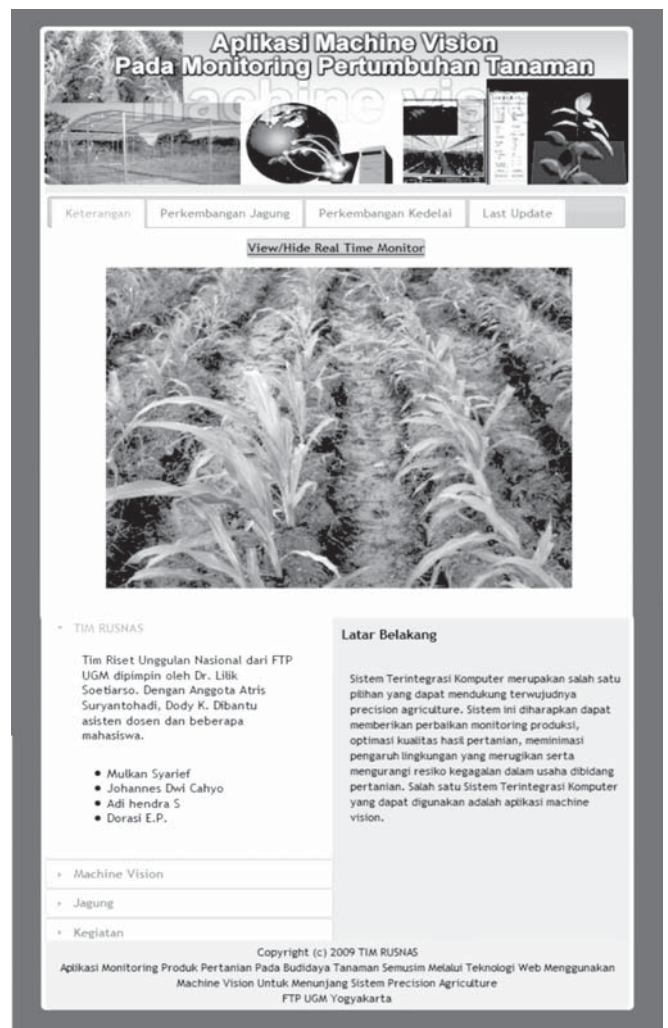 Aplikasi Machine Vision
Pada Monitoring Pertumbuhan Tanaman
machine vis
Keterangan
Perkembangan Jagung
Perkembangan Kedelai
Last Update
View/Hide Real Time Monitor
TIM RUSNAS
Tim Riset Unggulan Nasional dari FTP
UGM dipimpin oleh Dr. Lilik
Soetiarso. Dengan Anggota Atris
Suryantohadi, Dody K. Dibantu
asisten dosen dan beberapa
mahasiswa.
• Mulkan Syarief
• Johannes Dwi Cahyo
• Adi hendra S
• Dorasi E.P.
Machine Vision
Jagung
Kegiatan
Latar Belakang
Sistem Terintegrasi Komputer merupakan salah satu
pilihan yang dapat mendukung terwujudnya
precision agriculture. Sistem ini diharapkan dapat
memberikan perbaikan monitoring produksi,
optimasi kualitas hasil pertanian, meminimasi
pengaruh lingkungan yang merugikan serta
mengurangi resiko kegagalan dalam usaha dibidang
pertanian. Salah satu Sistem Terintegrasi Komputer
yang dapat digunakan adalah aplikasi machine
vision.
Copyright (c) 2009 TIM RUSNAS
Aplikasi Monitoring Produk Pertanian Pada Budidaya Tanaman Semusim Melalui Teknologi Web Menggunakan
Machine Vision Untuk Menunjang Sistem Precision Agriculture
FTP UGM Yogyakarta